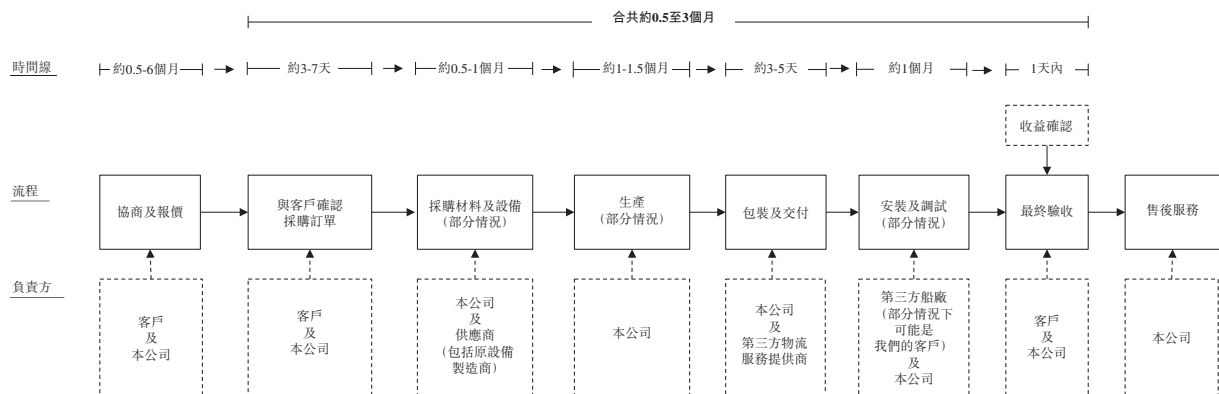 合共約0.5至3個月
時間線
約0.5-6個月
約3-7天
約0.5-1個月
約1-1.5個月
約3-5天
約1個月
1天內
收益確認
流程
協商及報價
與客戶確認
採購訂單
採購材料及設備
(部分情況)
生產
(部分情況)
包裝及交付
安裝及調試
(部分情況)
最終驗收
售後服務
負責方
客戶
及
本公司
客戶
及
本公司
本公司
及
供應商
(包括原設備
製造商)
本公司
本公司
及
第三方物流
服務提供商
第三方船廠
(部分情況下
可能是
我們的客戶)
及
本公司
客戶
及
本公司
本公司